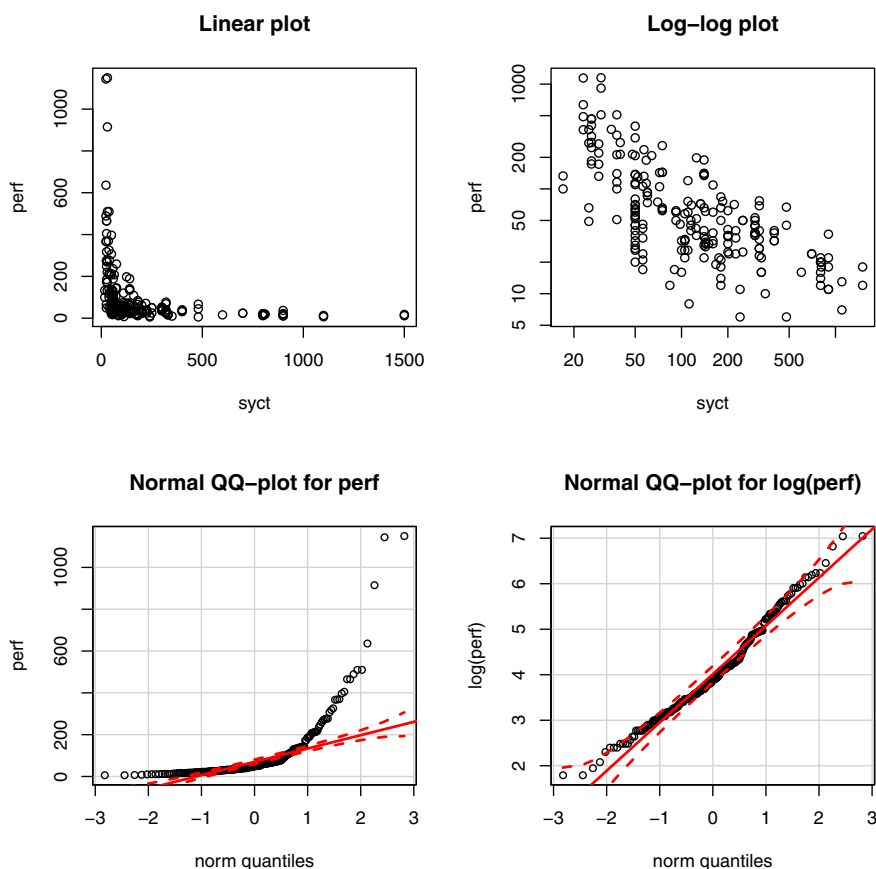 Linear plot
perf
0 200 600 1000
0 500 1000 1500
syct
Log−log plot
perf
5 10 50 200 1000
20 50 100 200 500
syct
Normal QQ−plot for perf
perf
0 200 600 1000
−3 −2 −1 0 1 2 3
norm quantiles
Normal QQ−plot for log(perf)
log(perf)
2 3 4 5 6 7
−3 −2 −1 0 1 2 3
norm quantiles